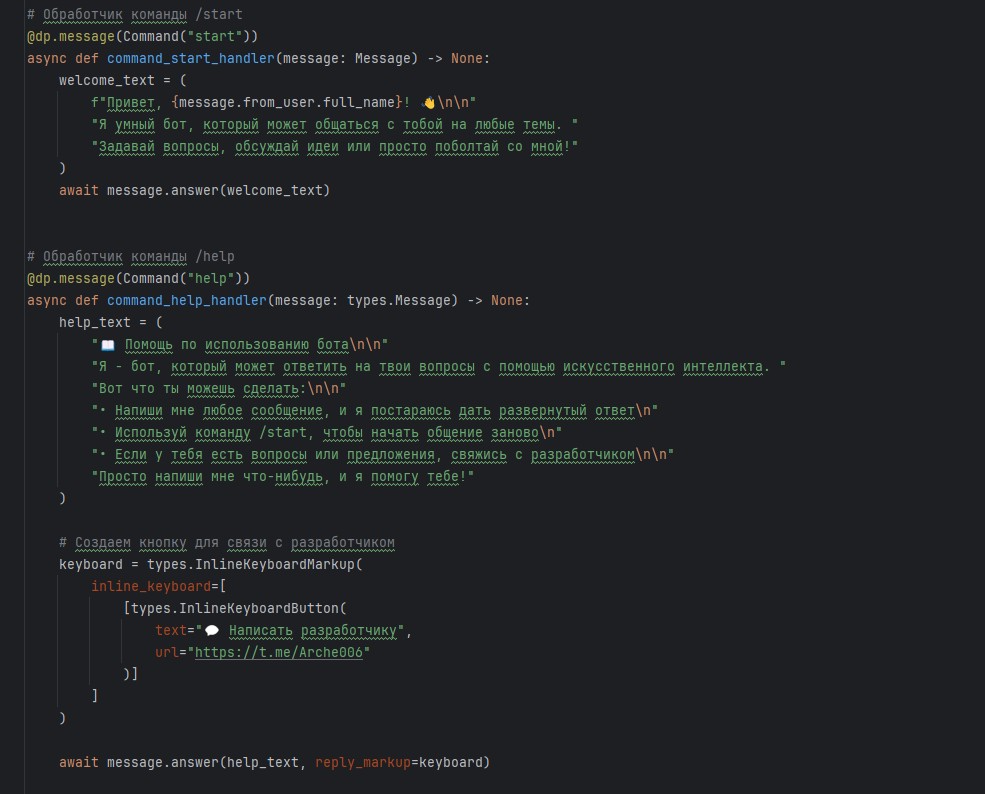 # Обработчик команды /start
@dp.message(Command("start"))
async def command_start_handler(message: Message) -> None:
    welcome_text = (
        f"Привет, {message.from_user.full_name}! 👋\n\n"
        "Я умный бот, который может общаться с тобой на любые темы. "
        "Задавай вопросы, обсуждай идеи или просто поболтай со мной!"
    )
    await message.answer(welcome_text)
# Обработчик команды /help
@dp.message(Command("help"))
async def command_help_handler(message: types.Message) -> None:
    help_text = (
        "📖 Помощь по использованию бота\n\n"
        "Я - бот, который может ответить на твои вопросы с помощью искусственного интеллекта. "
        "Вот что ты можешь сделать:\n\n"
        "• Напиши мне любое сообщение, и я постараюсь дать развернутый ответ\n"
        "• Используй команду /start, чтобы начать общение заново\n"
        "• Если у тебя есть вопросы или предложения, свяжись с разработчиком\n\n"
        "Просто напиши мне что-нибудь, и я помогу тебе!"
    )
    # Создаем кнопку для связи с разработчиком
    keyboard = types.InlineKeyboardMarkup(
        inline_keyboard=[
            [types.InlineKeyboardButton(
                text="💬 Написать разработчику",
                url="https://t.me/Arche006"
            )]
        ]
    )
    await message.answer(help_text, reply_markup=keyboard)